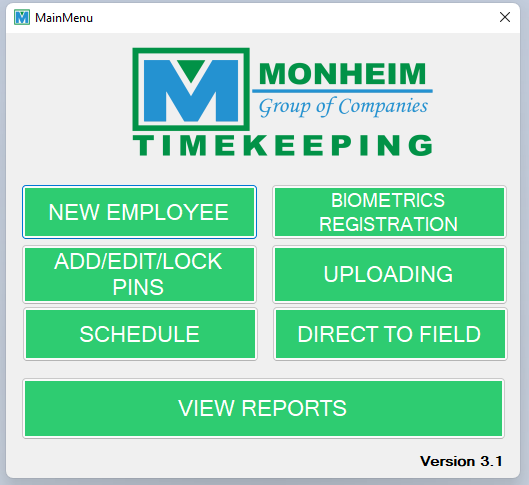 MainMenu
M MONHEIM
Group of Companies
TIMEKEEPING
NEW EMPLOYEE
BIOMETRICS
REGISTRATION
ADD/EDIT/LOCK
PINS
UPLOADING
SCHEDULE
DIRECT TO FIELD
VIEW REPORTS
Version 3.1